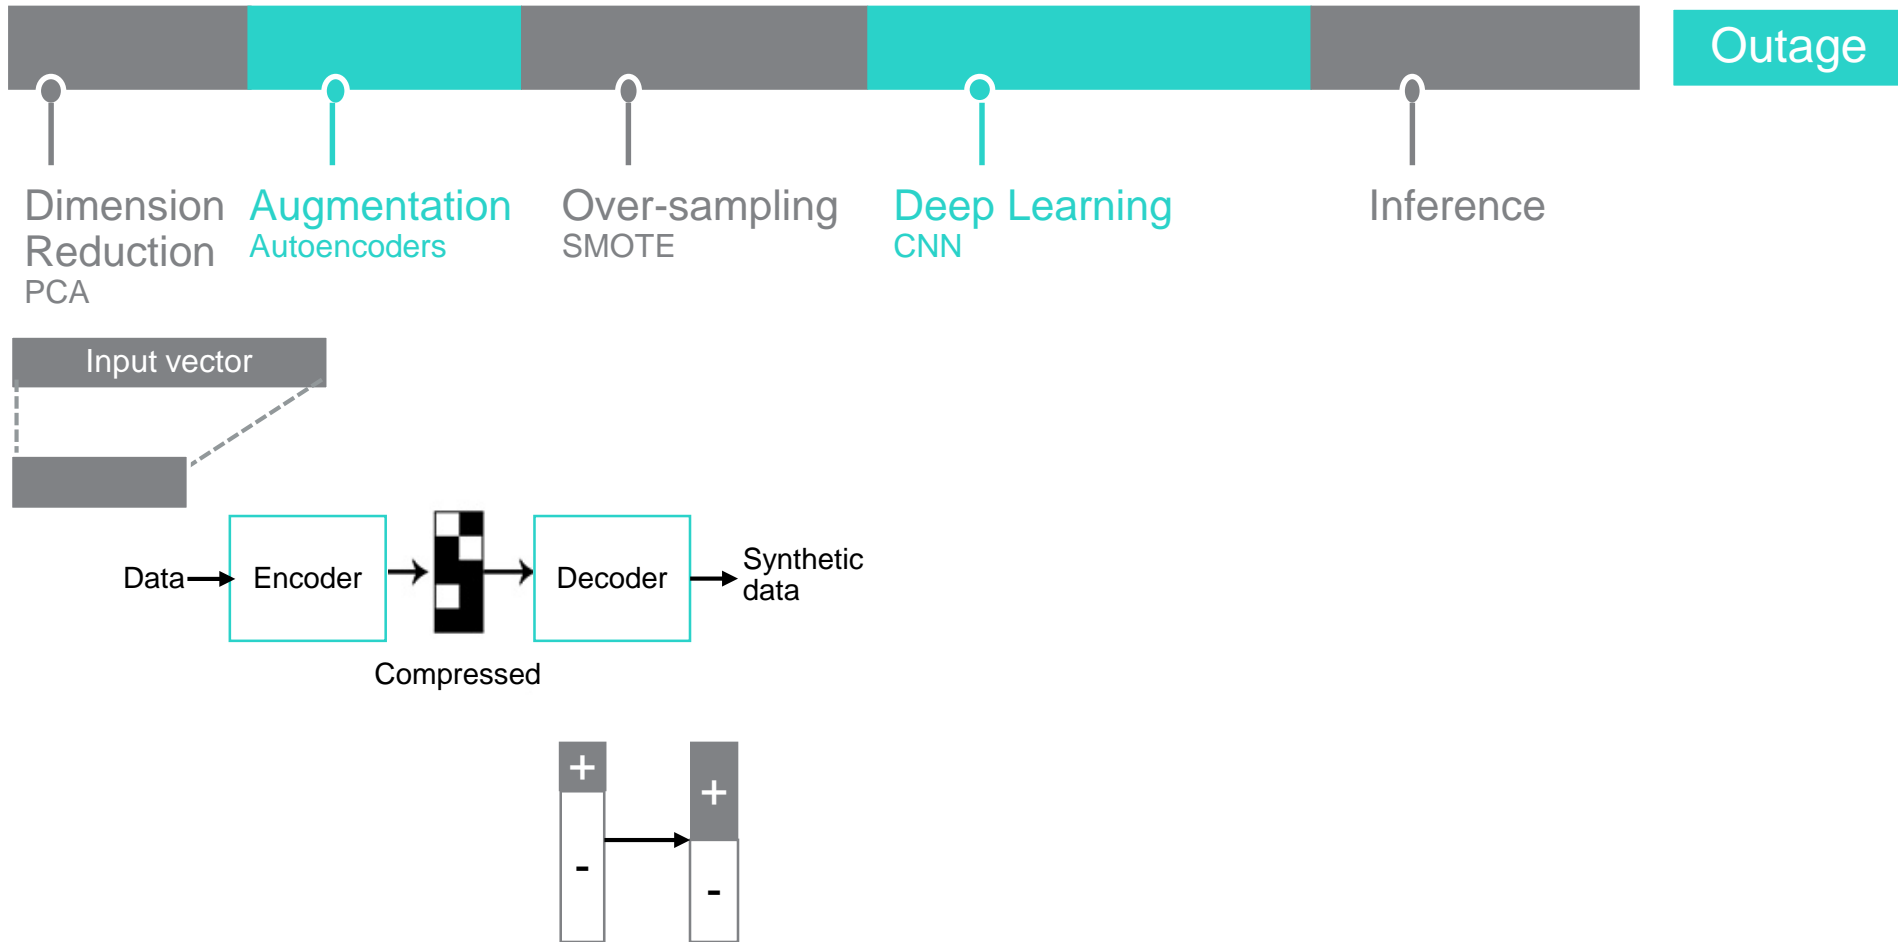 Outage
Dimension
Reduction
PCA
Augmentation
Autoencoders
Over-sampling
SMOTE
Deep Learning
CNN
Inference
Input vector
Data
Encoder
Decoder
Synthetic
data
Compressed
+
+
-
-